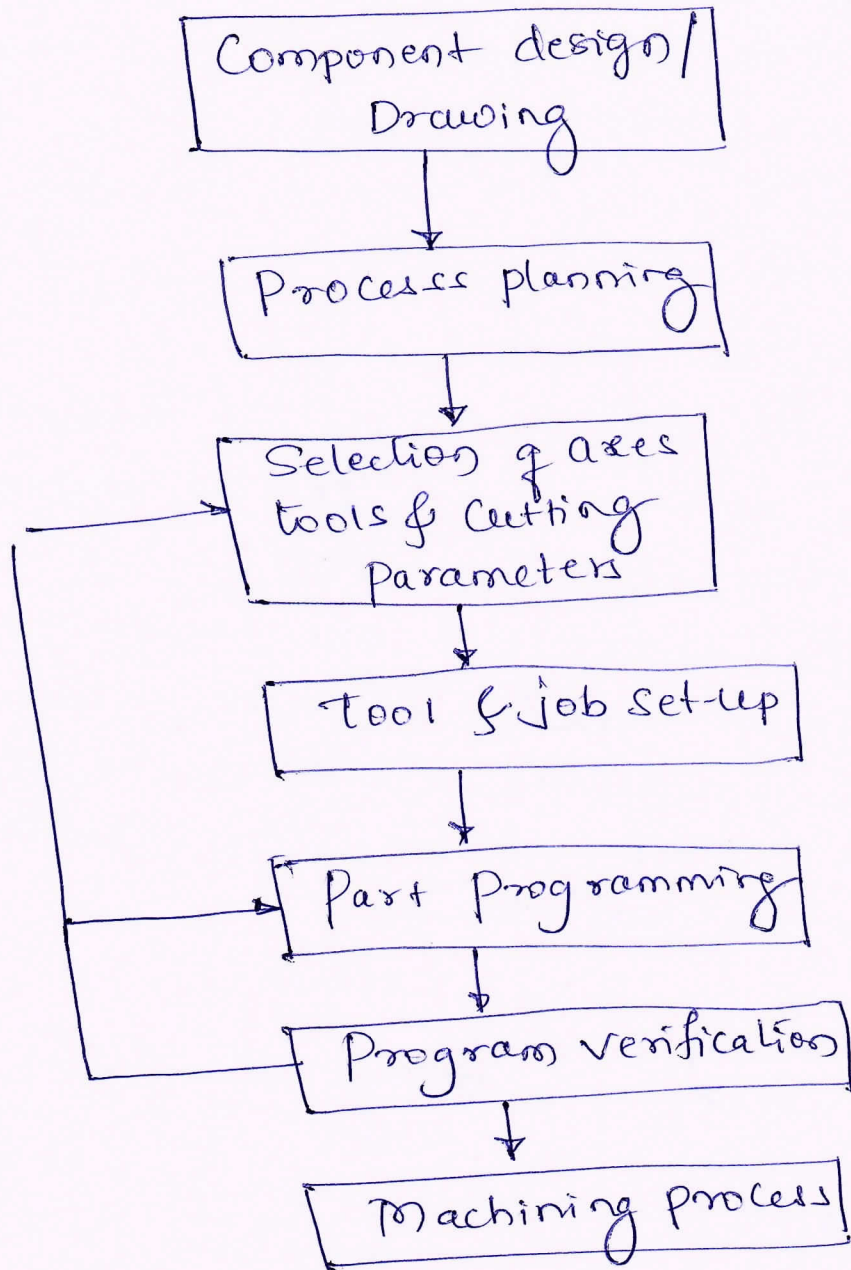 Component design/
Drawing
Processs planning
Selection of axes
tools & Cutting
Parameters
tool & job set-up
Part programming
Program verification
Machining process